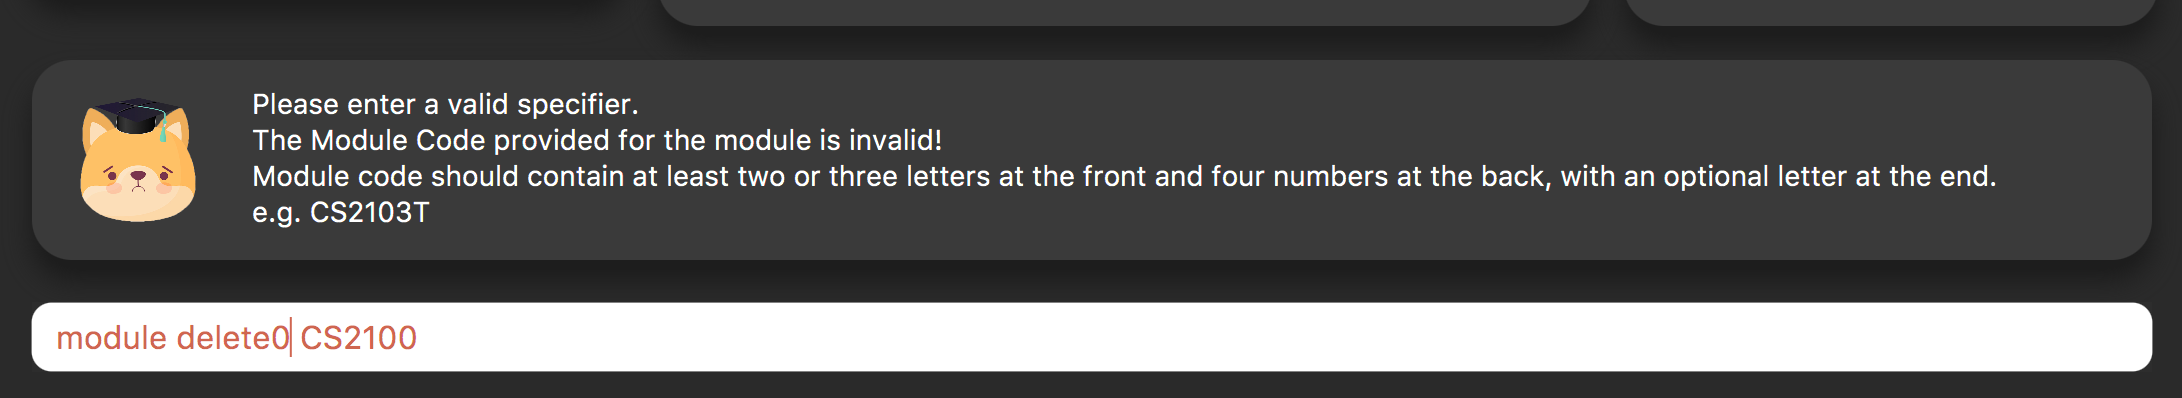 Please enter a valid specifier.
The Module Code provided for the module is invalid!
Module code should contain at least two or three letters at the front and four numbers at the back, with an optional letter at the end.
e.g. CS2103T
module delete0 CS2100